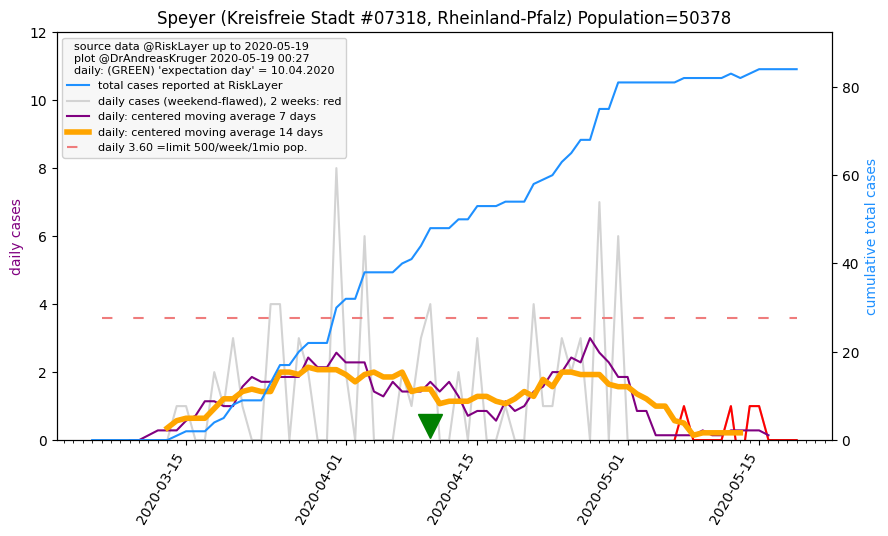 Speyer (Kreisfreie Stadt #07318, Rheinland-Pfalz) Population=50378
source data @RiskLayer up to 2020-05-19
plot @DrAndreasKruger 2020-05-19 00:27
daily: (GREEN) 'expectation day' = 10.04.2020
total cases reported at RiskLayer
daily cases (weekend-flawed), 2 weeks: red
daily: centered moving average 7 days
daily: centered moving average 14 days
daily 3.60 =limit 500/week/1mio pop.
daily cases
12
10
8
6
4
2
0
80
60
40
20
0
cumulative total cases
2020-03-15
2020-04-01
2020-04-15
2020-05-01
2020-05-15